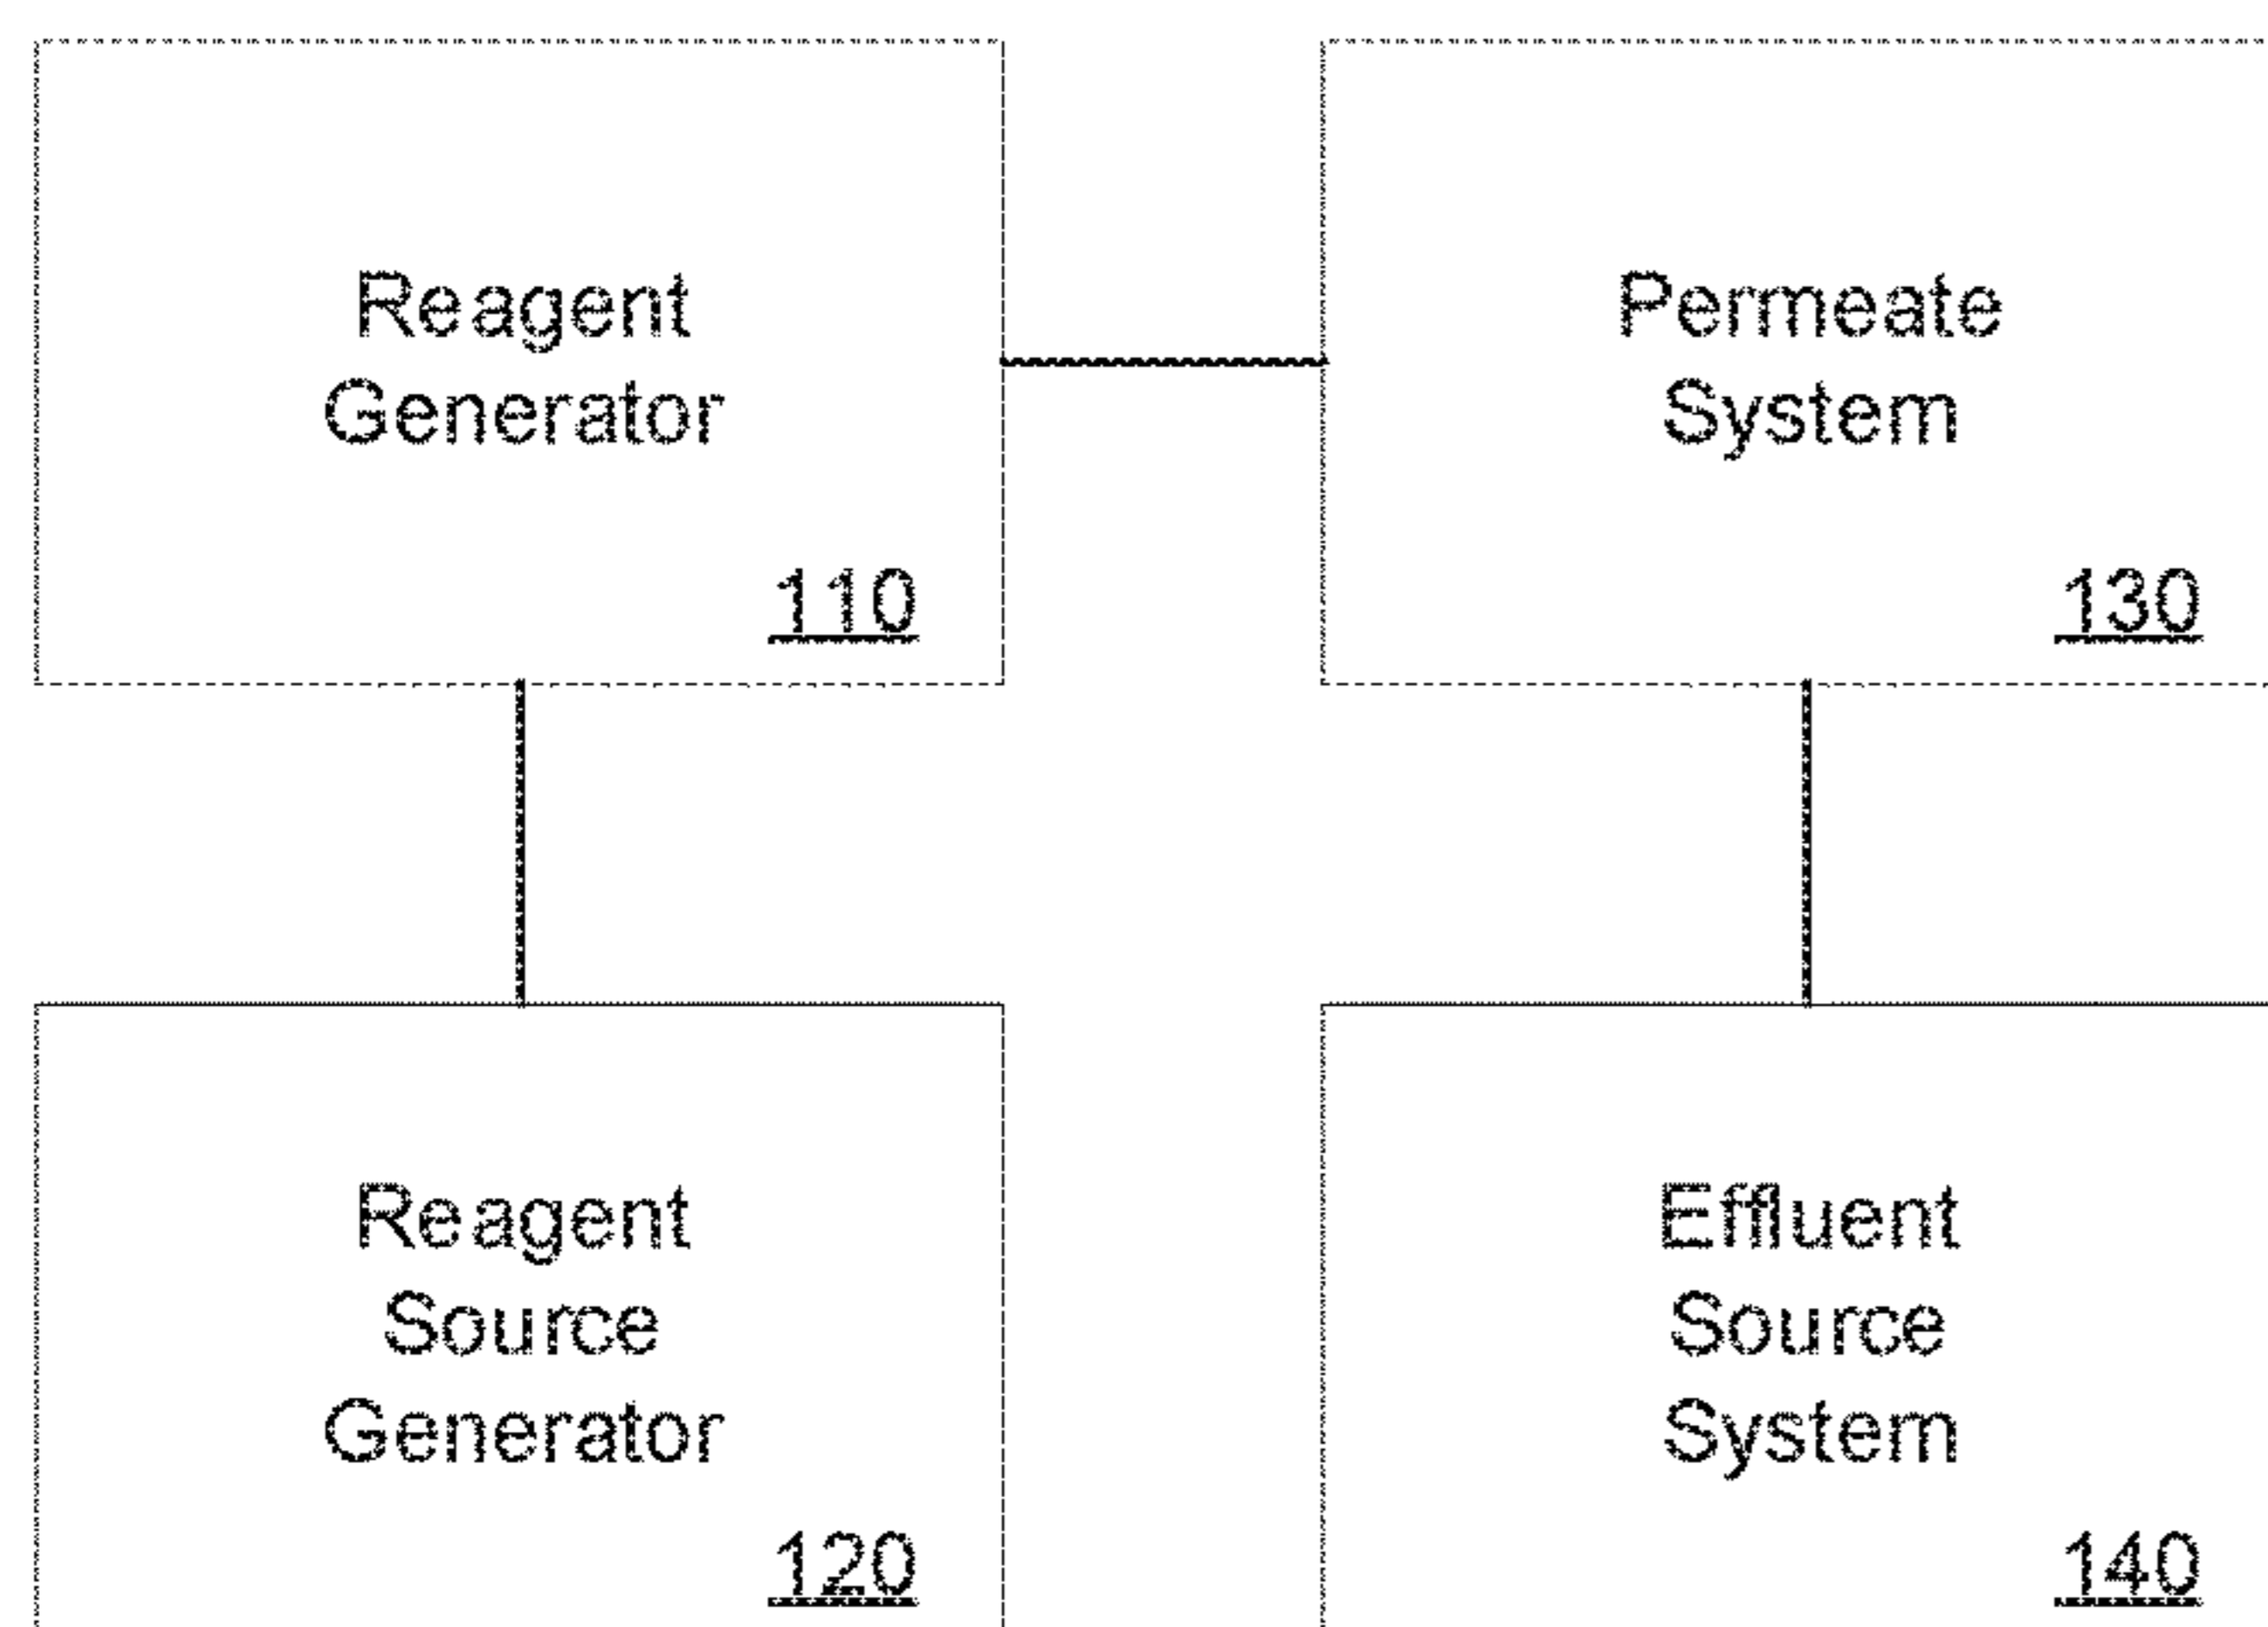 Reagent
Generator
110
Permeate
System
130
Reagent
Source
Generator
120
Effluent
Source
System
140